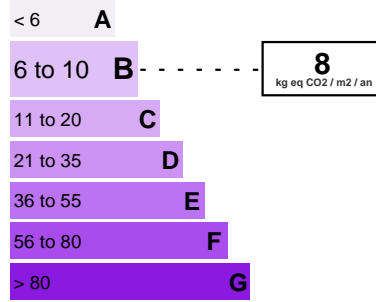 < 6 A
6 to 10 B - - - - - - 8
kg eq CO2 / m2 / an
11 to 20 C
21 to 35 D
36 to 55 E
56 to 80 F
> 80 G